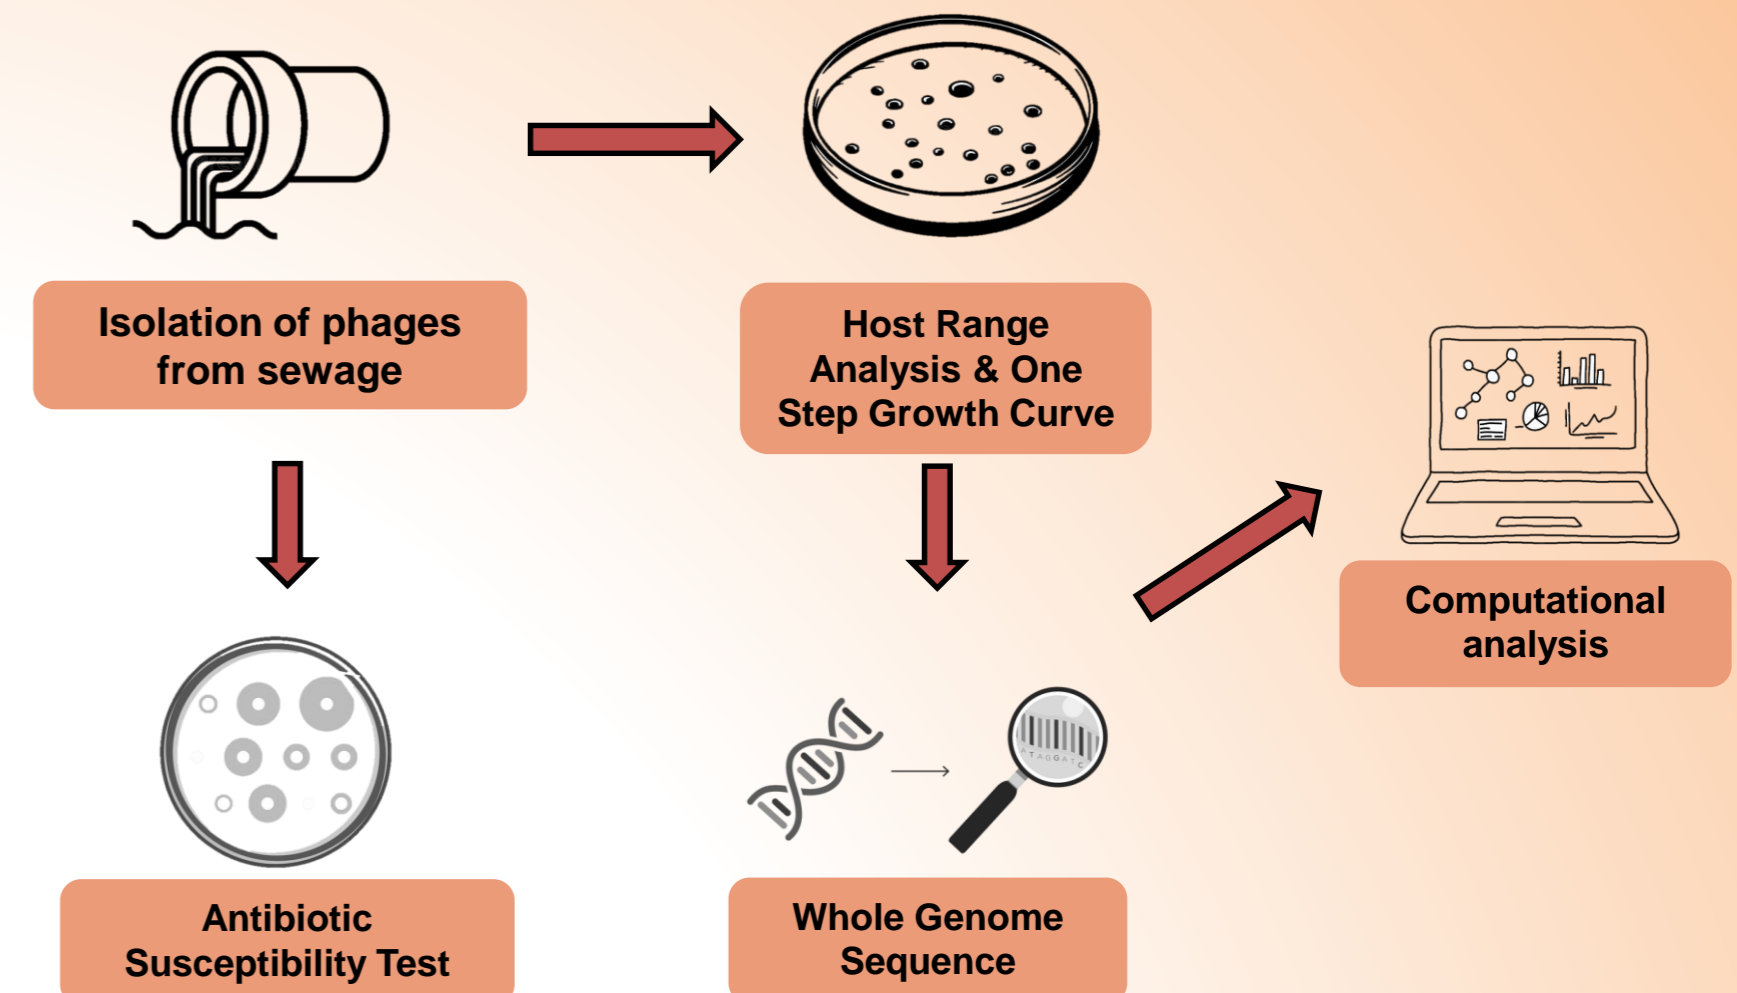 Isolation of phages
from sewage
Host Range
Analysis & One
Step Growth Curve
Computational
analysis
ATAGGATC
Antibiotic
Susceptibility Test
Whole Genome
Sequence